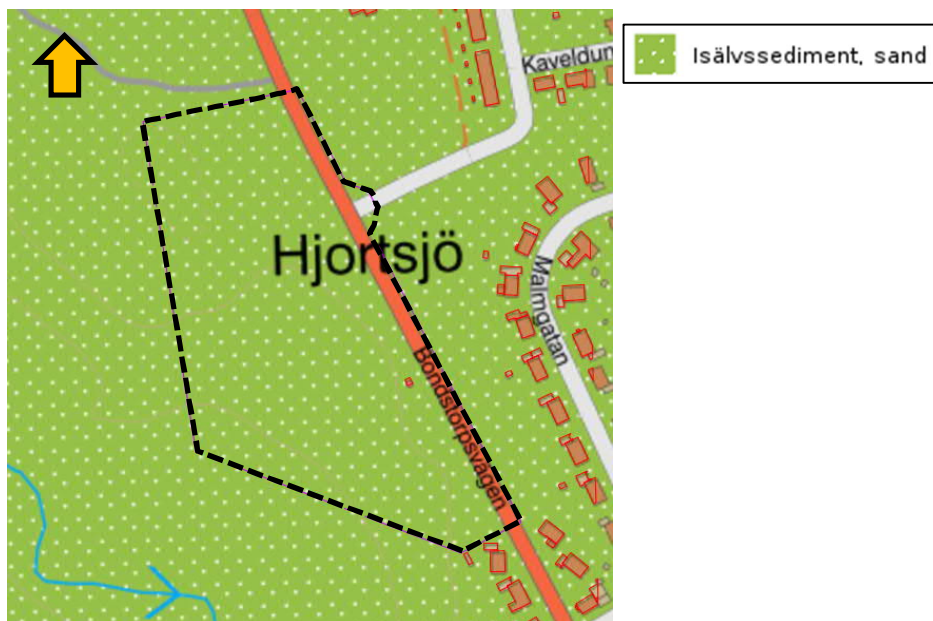 Isälvssediment, sand
Kaveldun
Hjortsjö
Malmgatan
Bondstorpsvägen